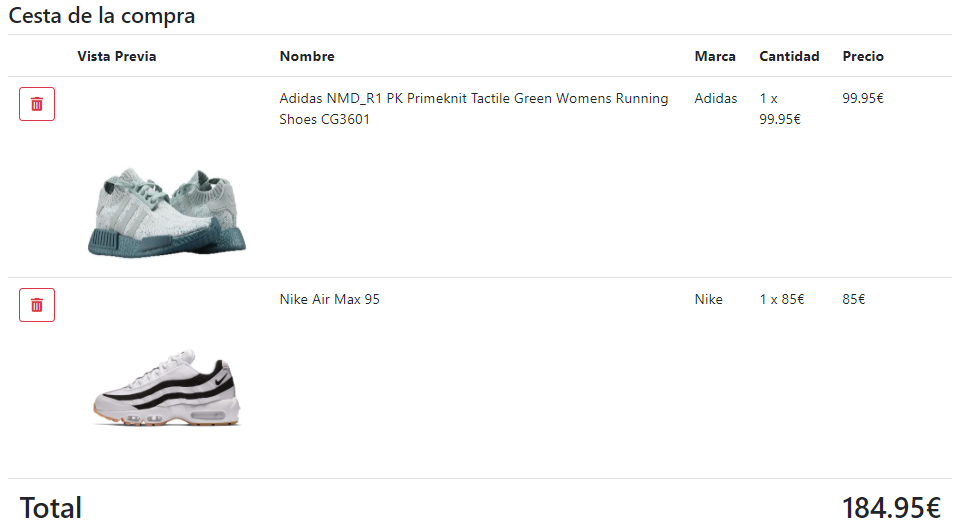 Cesta de la compra
Vista Previa Nombre Marca Cantidad Precio
Adidas NMD_R1 PK Primeknit Tactile Green Womens Running Adidas 1 x 99.95€
Shoes CG3601 99.95€
Nike Air Max 95 Nike 1 x 85€ 85€
Total 184.95€